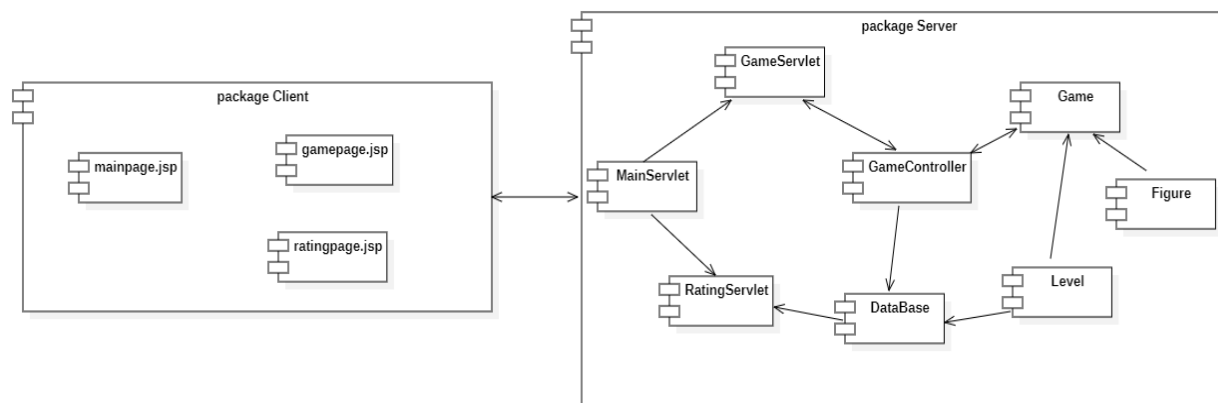 package Server
GameServlet
package Client
Game
gamepage.jsp
mainpage.jsp
MainServlet
GameController
Figure
ratingpage.jsp
RatingServlet
DataBase
Level